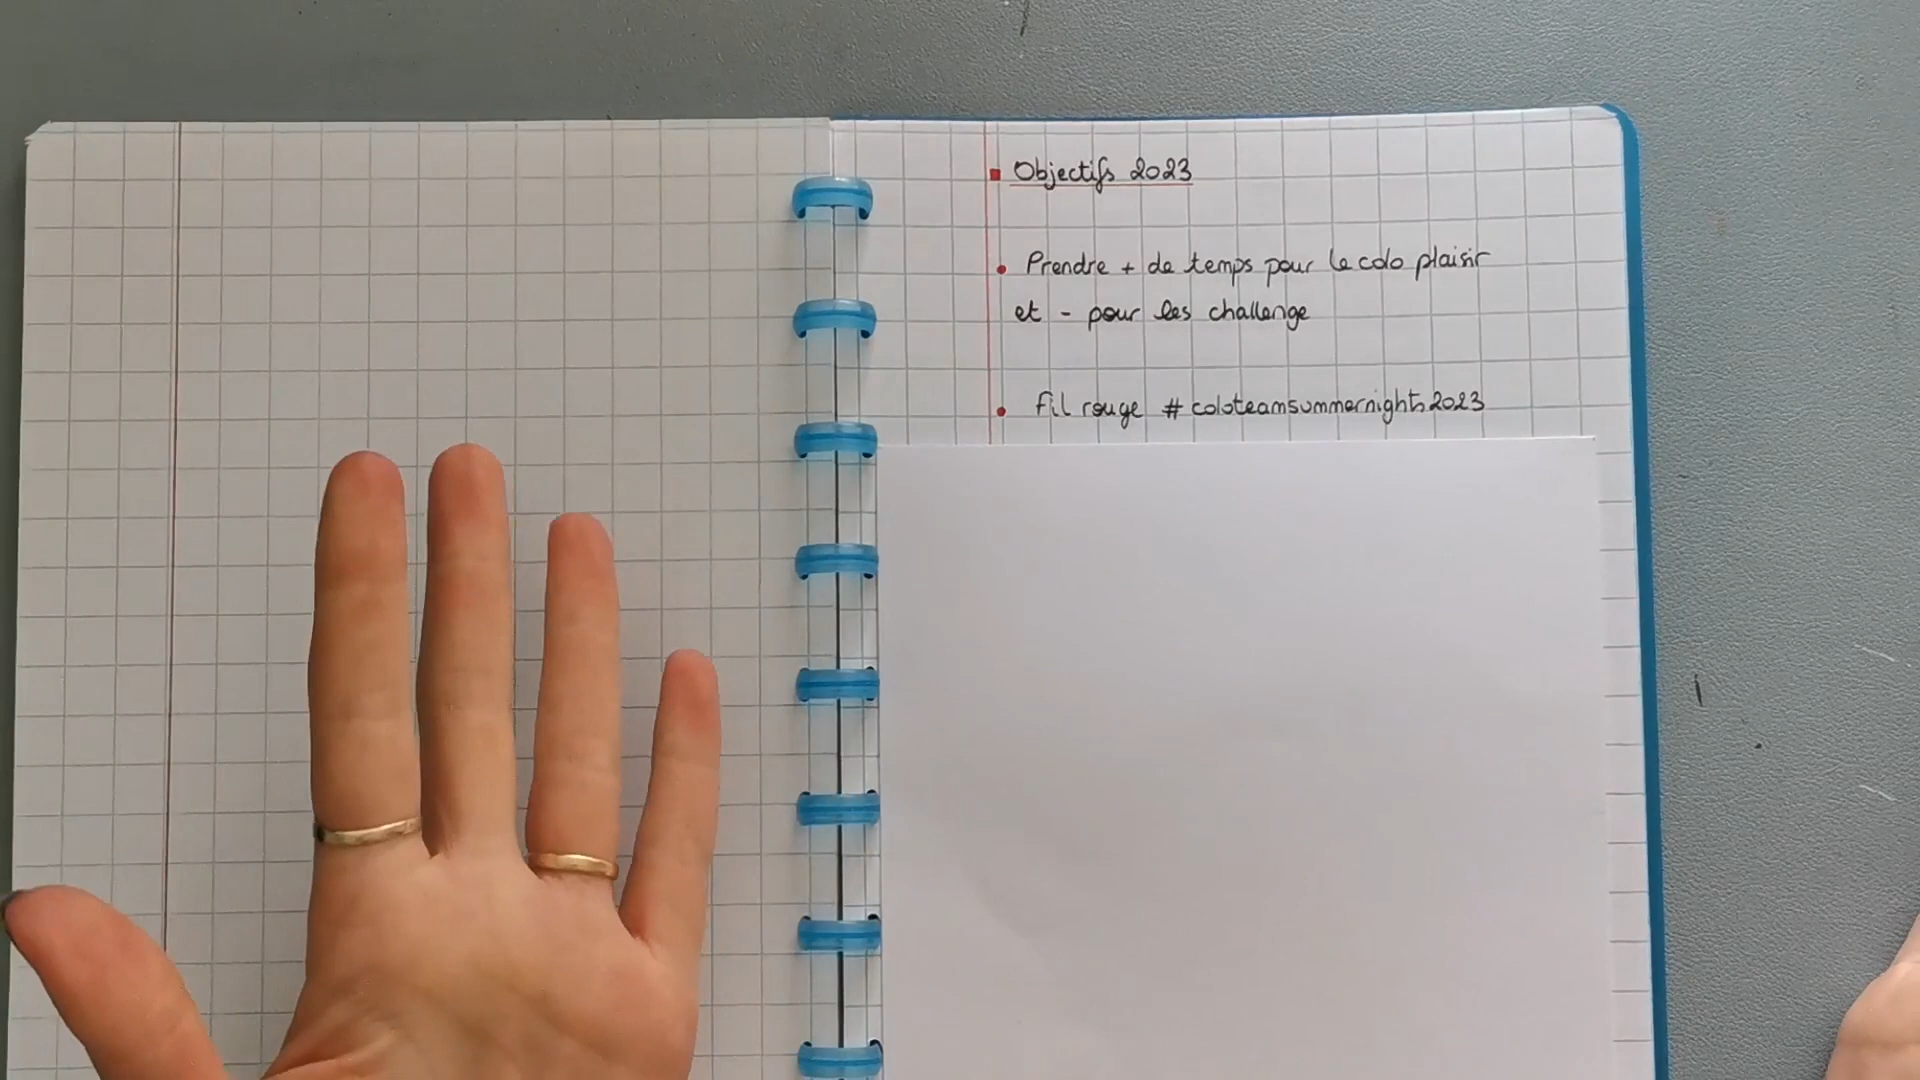 Objectifs 2023
Prendre + de temps pour le colo plaisir
et - pour les challenge
Fil rouge #coloteamsummernights2023